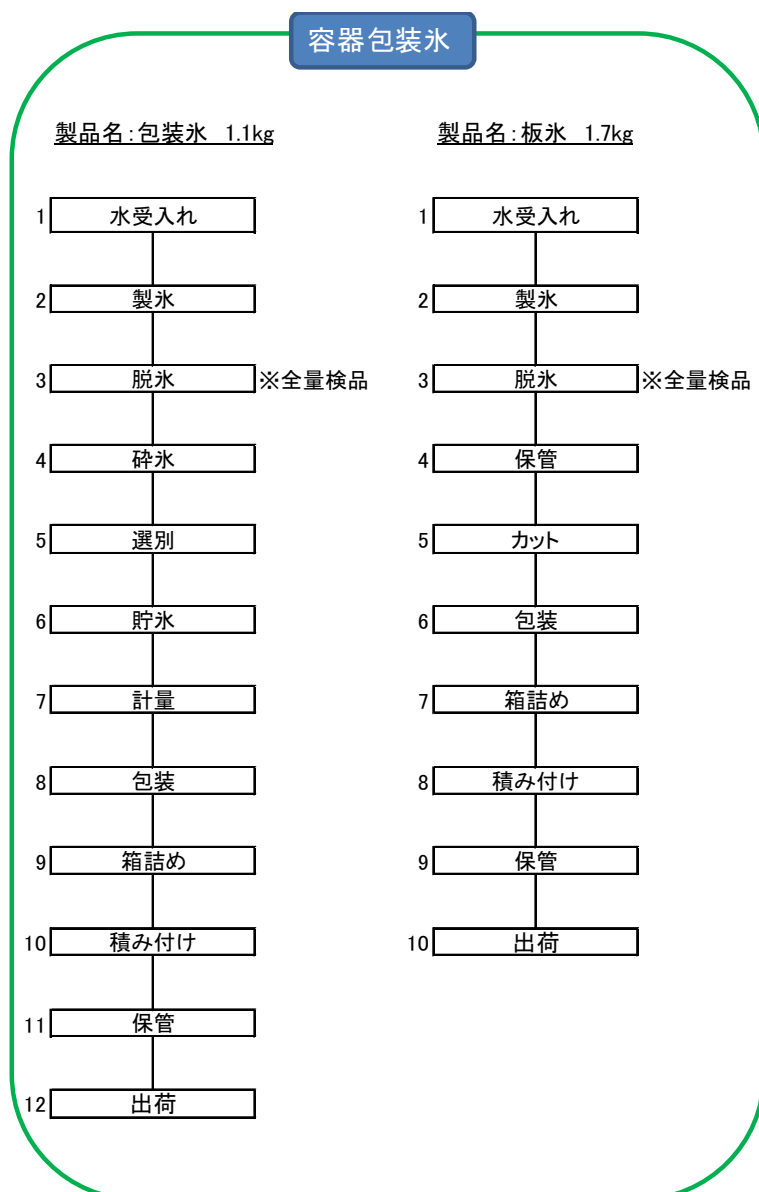 容器包装氷
製品名：包装氷　1.1kg
1 水受入れ
2 製氷
3 脱氷 ※全量検品
4 砕氷
5 選別
6 貯氷
7 計量
8 包装
9 箱詰め
10 積み付け
11 保管
12 出荷
製品名：板氷　1.7kg
1 水受入れ
2 製氷
3 脱氷 ※全量検品
4 保管
5 カット
6 包装
7 箱詰め
8 積み付け
9 保管
10 出荷